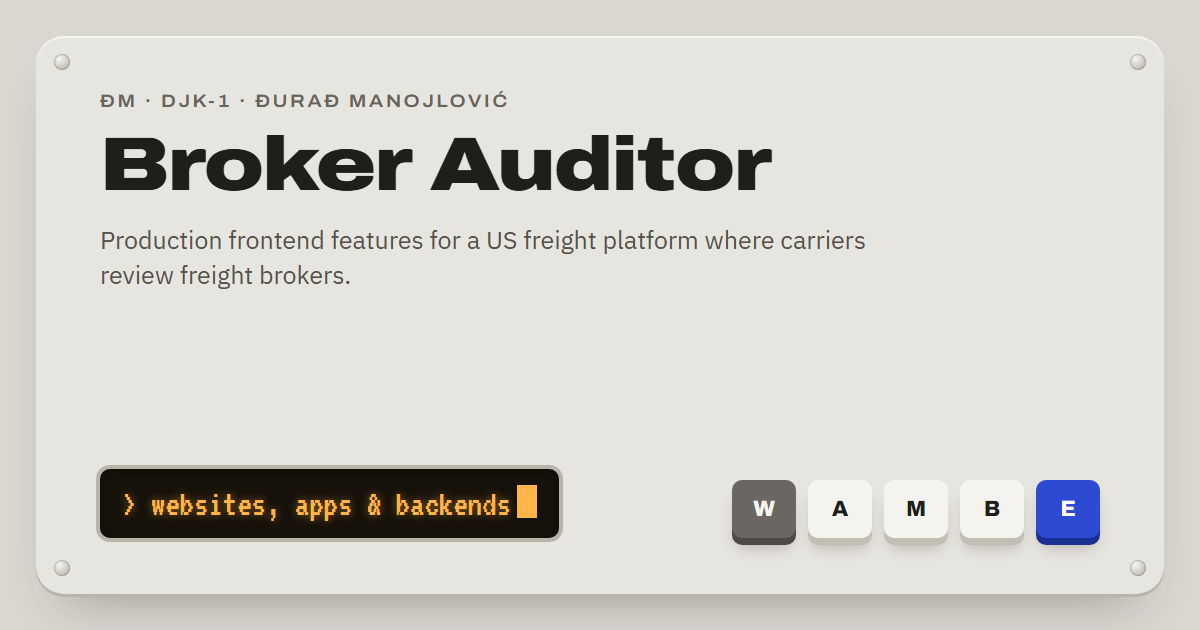 ĐM · DJK-1 · ĐURAĐ MANOJLOVIĆ
Broker Auditor
Production frontend features for a US freight platform where carriers
review freight brokers.
> websites, apps & backends
W A M B E